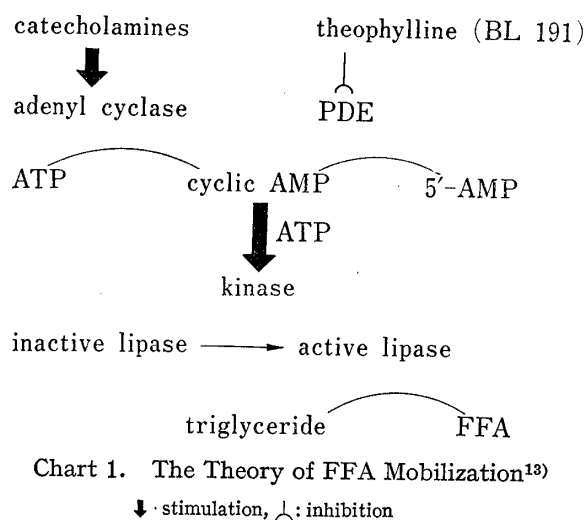 catecholamines theophylline (BL 191)
adenyl cyclase PDE
ATP cyclic AMP 5′-AMP
ATP
kinase
inactive lipase active lipase
triglyceride FFA
Chart 1. The Theory of FFA Mobilization¹³⁾
: stimulation, : inhibition